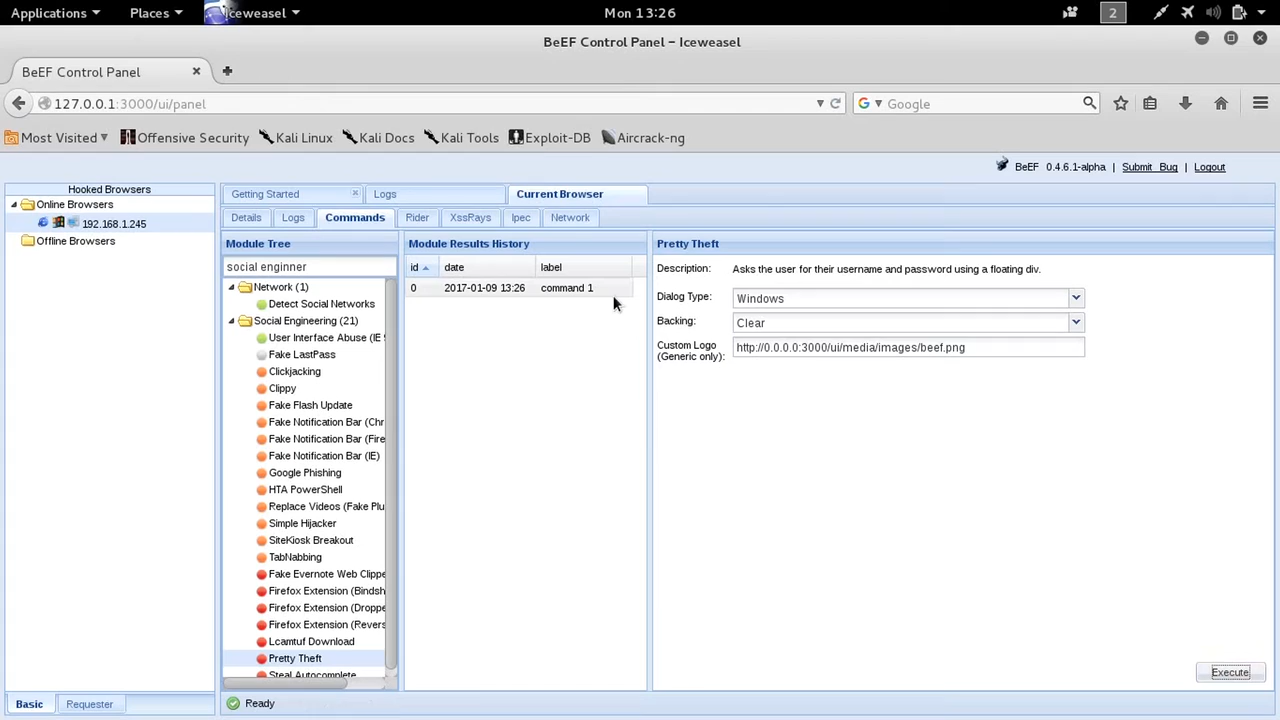 Applications Places Iceweasel Mon 13:26 2
BeEF Control Panel – Iceweasel
BeEF Control Panel
127.0.0.1:3000/ui/panel Google
Most Visited Offensive Security Kali Linux Kali Docs Kali Tools Exploit-DB Aircrack-ng
BeEF 0.4.6.1-alpha | Submit Bug | Logout
Hooked Browsers
Online Browsers
192.168.1.245
Offline Browsers
Getting Started Logs Current Browser
Details Logs Commands Rider XssRays Ipec Network
Module Tree
social enginner
Network (1)
Detect Social Networks
Social Engineering (21)
User Interface Abuse (IE 9
Fake LastPass
Clickjacking
Clippy
Fake Flash Update
Fake Notification Bar (Chr
Fake Notification Bar (Fire
Fake Notification Bar (IE)
Google Phishing
HTA PowerShell
Replace Videos (Fake Plu
Simple Hijacker
SiteKiosk Breakout
TabNabbing
Fake Evernote Web Clippe
Firefox Extension (Bindsh
Firefox Extension (Droppe
Firefox Extension (Revers
Lcamtuf Download
Pretty Theft
Steal Autocomplete
Module Results History
id date label
0 2017-01-09 13:26 command 1
Pretty Theft
Description: Asks the user for their username and password using a floating div.
Dialog Type: Windows
Backing: Clear
Custom Logo
(Generic only): http://0.0.0.0:3000/ui/media/images/beef.png
Execute
Basic Requester Ready